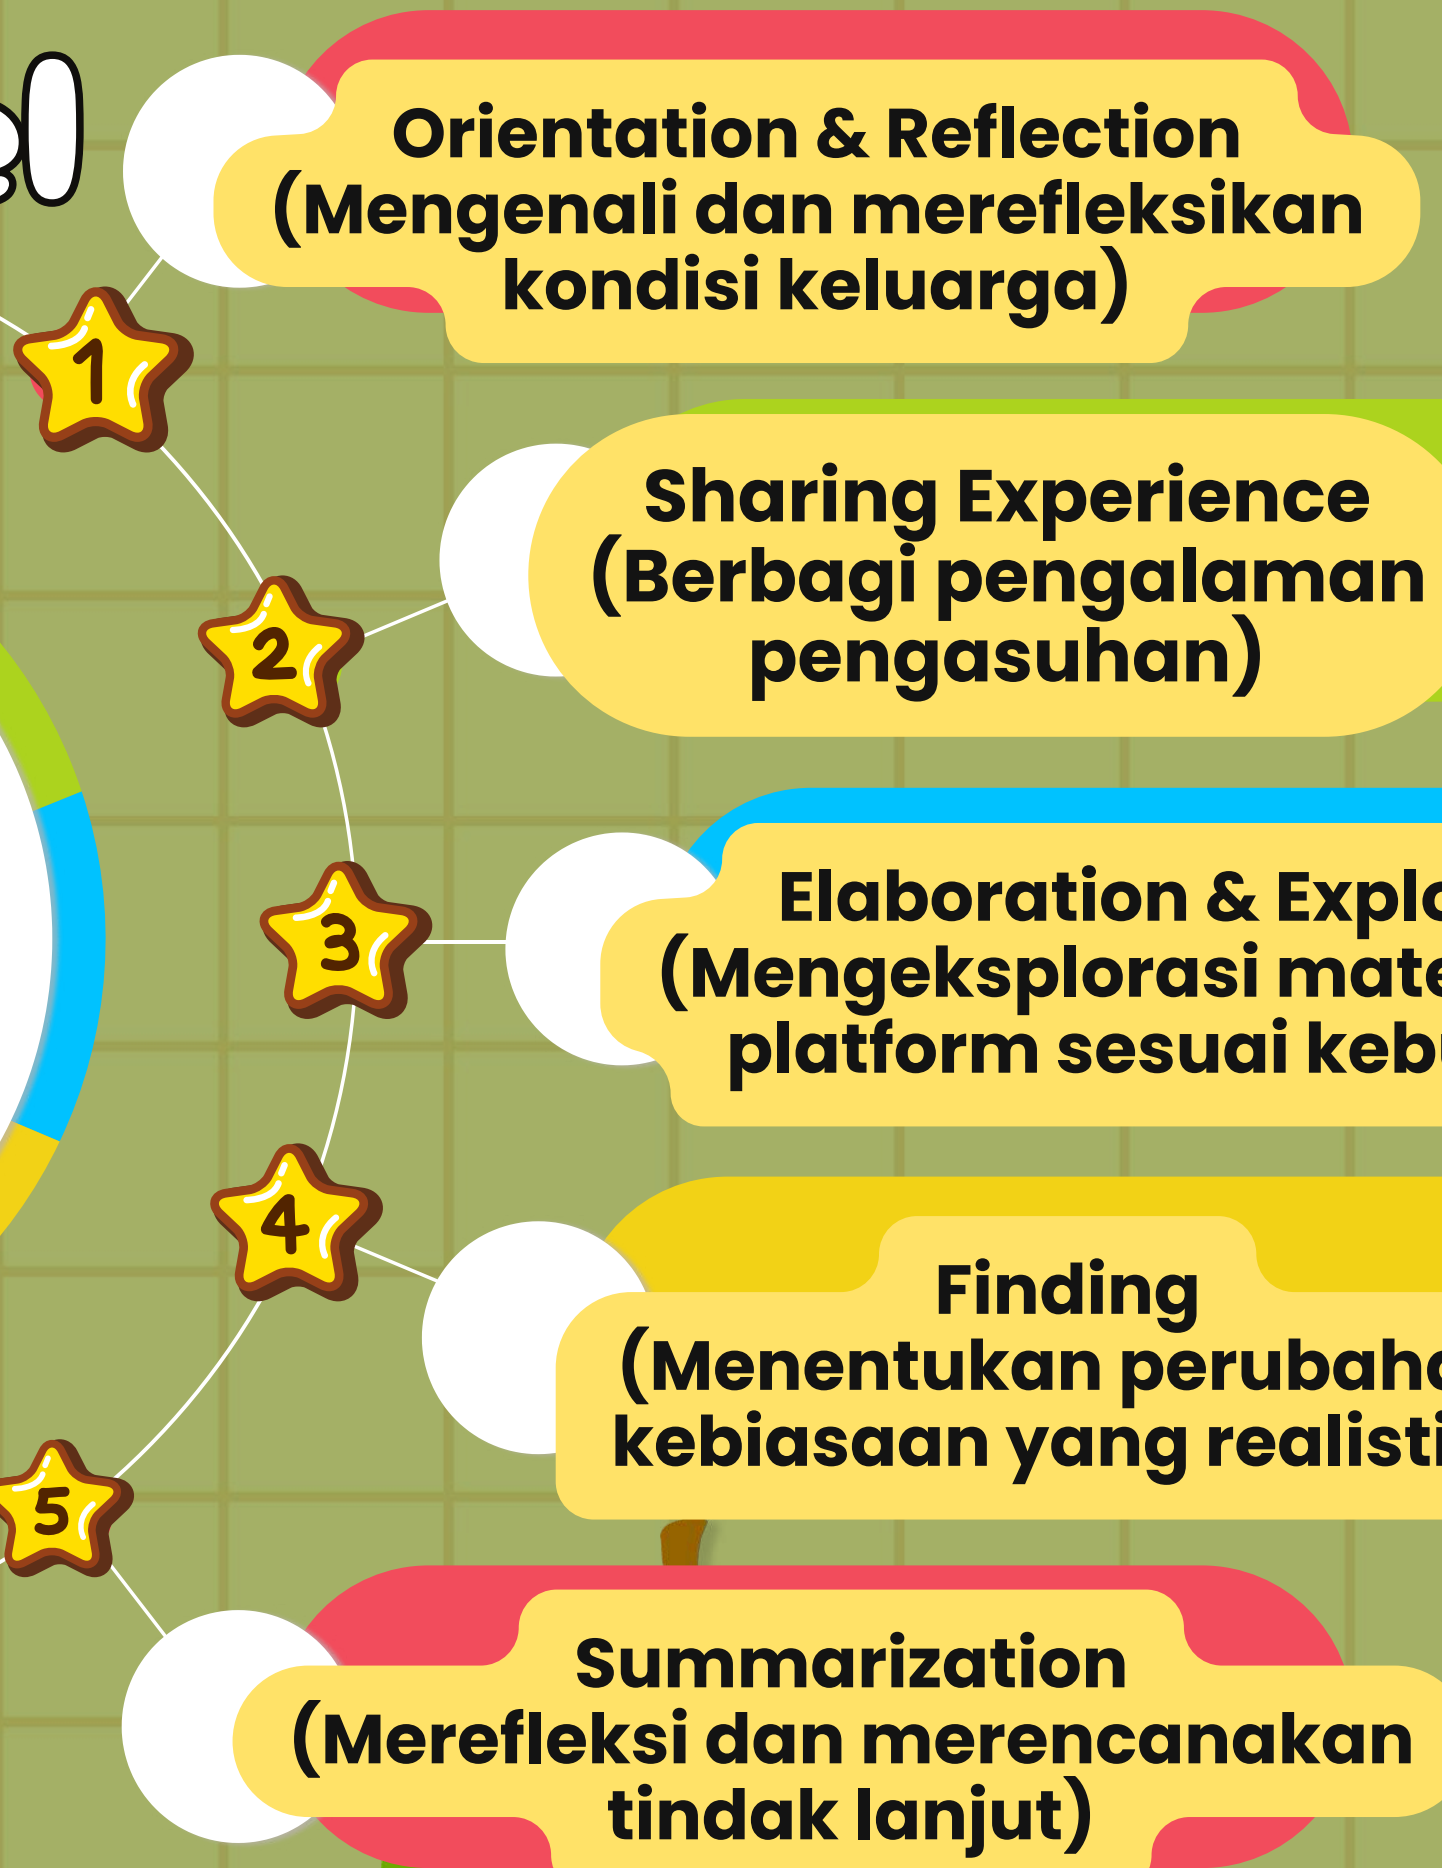 1
Orientation & Reflection
(Mengenali dan merefleksikan
kondisi keluarga)
2
Sharing Experience
(Berbagi pengalaman
pengasuhan)
3
Elaboration &
(Mengeksplorasi
platform sesuai
4
Finding
(Menentukan
kebiasaan yang
5
Summarization
(Merefleksi dan merencanakan
tindak lanjut)